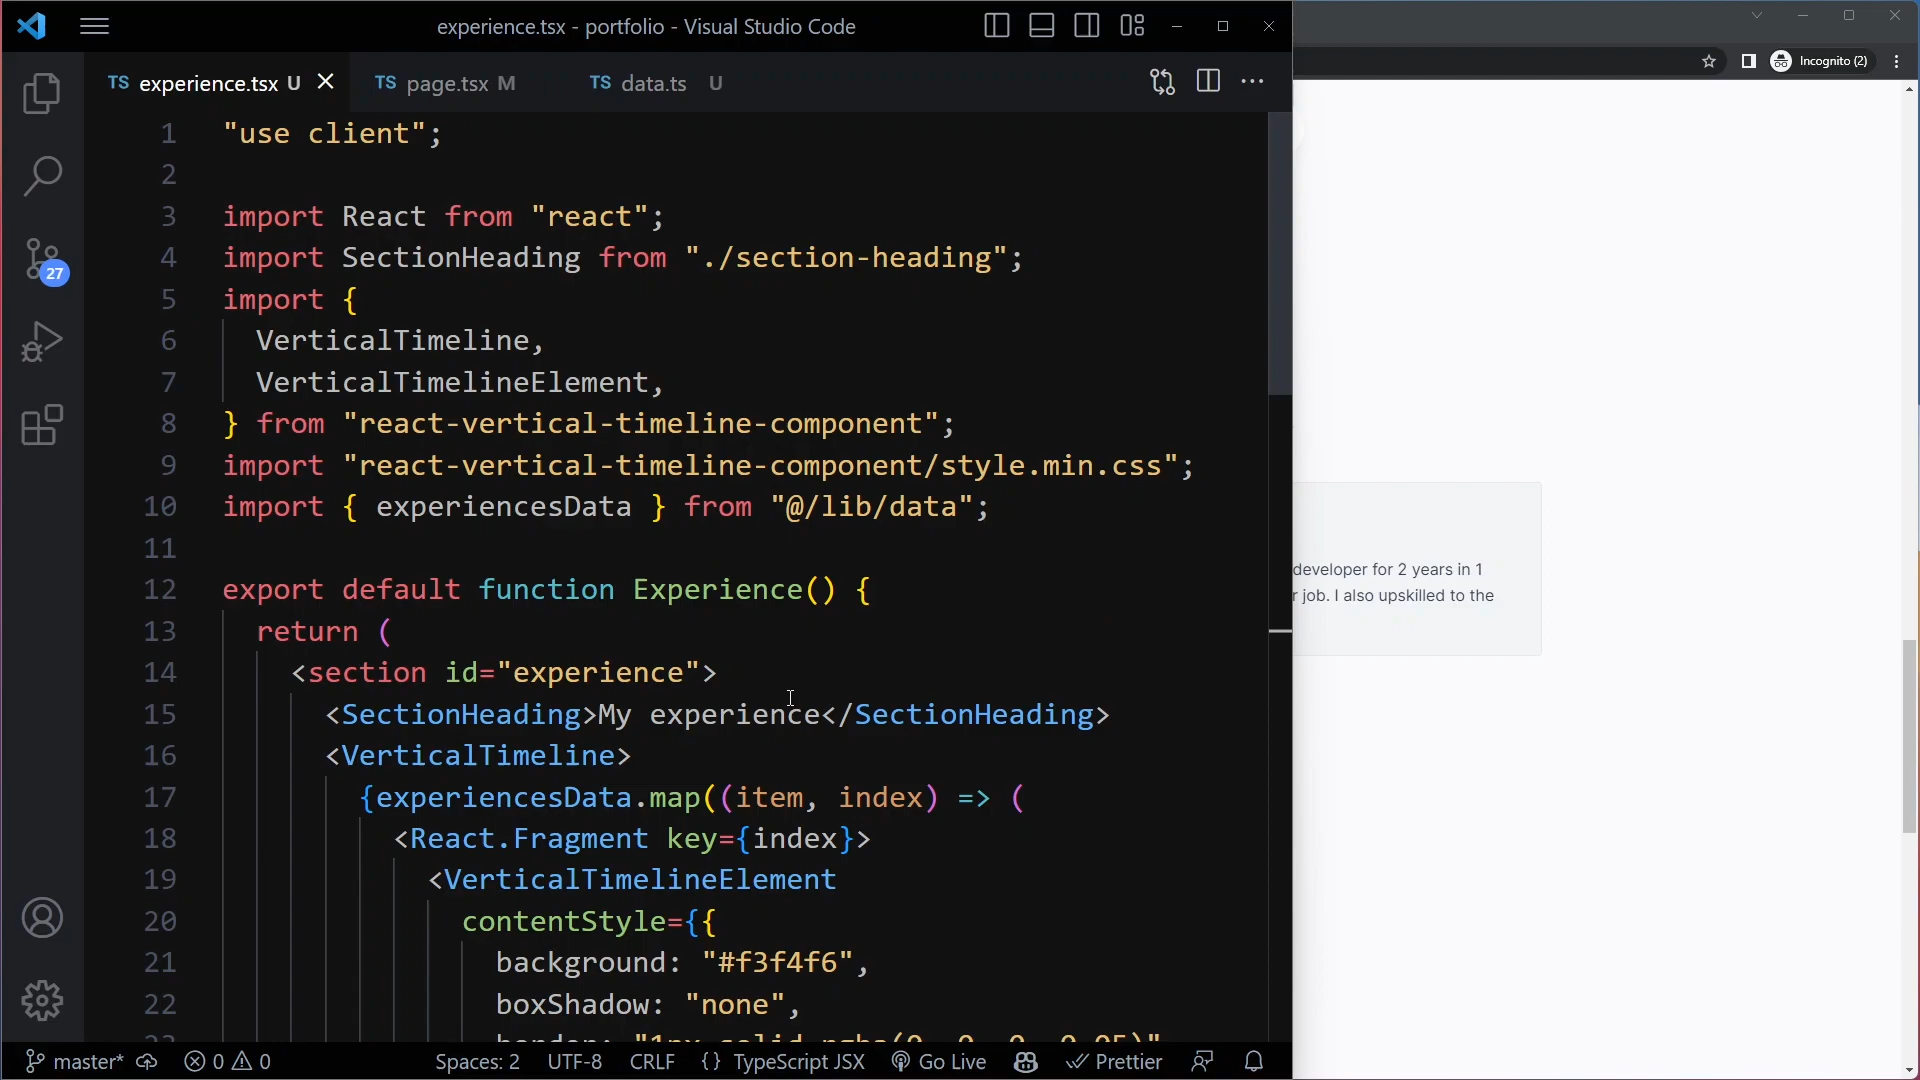 experience.tsx - portfolio - Visual Studio Code
TS experience.tsx U
TS page.tsx M
TS data.ts U
Incognito (2)
27
1 "use client";
2
3 import React from "react";
4 import SectionHeading from "./section-heading";
5 import {
6 VerticalTimeline,
7 VerticalTimelineElement,
8 } from "react-vertical-timeline-component";
9 import "react-vertical-timeline-component/style.min.css";
10 import { experiencesData } from "@/lib/data";
11
12 export default function Experience() {
13 return (
14 <section id="experience">
15 <SectionHeading>My experience</SectionHeading>
16 <VerticalTimeline>
17 {experiencesData.map((item, index) => (
18 <React.Fragment key={index}>
19 <VerticalTimelineElement
20 contentStyle={{
21 background: "#f3f4f6",
22 boxShadow: "none",
developer for 2 years in 1
r job. I also upskilled to the
master* 0 0 Spaces: 2 UTF-8 CRLF {} TypeScript JSX Go Live Prettier